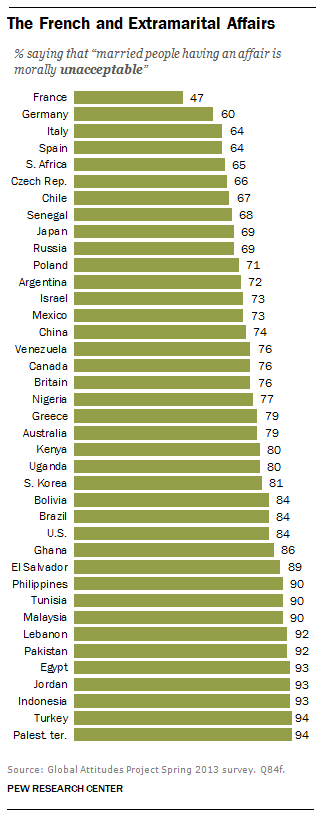 The French and Extramarital Affairs
% saying that “married people having an affair is
morally unacceptable”
France 47
Germany 60
Italy 64
Spain 64
S. Africa 65
Czech Rep. 66
Chile 67
Senegal 68
Japan 69
Russia 69
Poland 71
Argentina 72
Israel 73
Mexico 73
China 74
Venezuela 76
Canada 76
Britain 76
Nigeria 77
Greece 79
Australia 79
Kenya 80
Uganda 80
S. Korea 81
Bolivia 84
Brazil 84
U.S. 84
Ghana 86
El Salvador 89
Philippines 90
Tunisia 90
Malaysia 90
Lebanon 92
Pakistan 92
Egypt 93
Jordan 93
Indonesia 93
Turkey 94
Palest. ter. 94
Source: Global Attitudes Project Spring 2013 survey. Q84f.
PEW RESEARCH CENTER